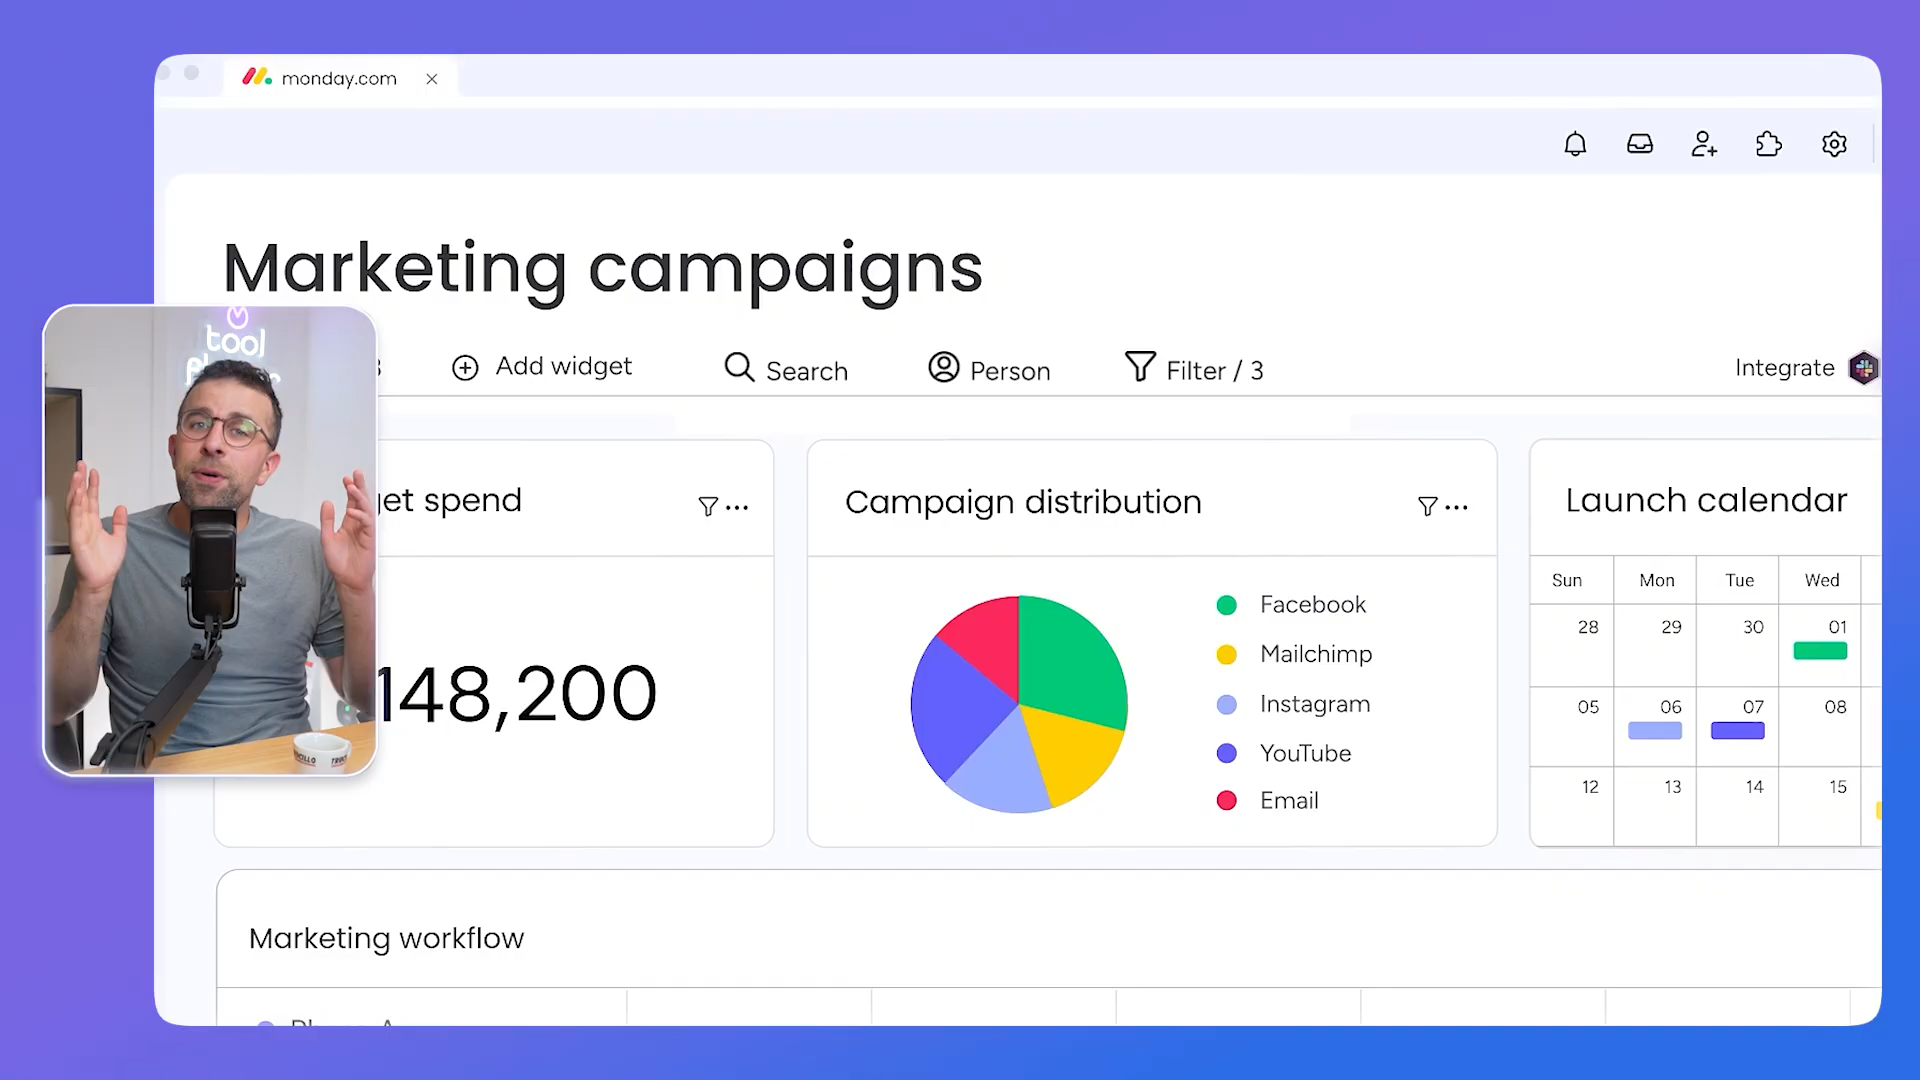 monday.com
Marketing campaigns
tool
Add widget
Search
Person
Filter / 3
Integrate
spend
Campaign distribution
Launch calendar
148,200
Facebook
Mailchimp
Instagram
YouTube
Email
Sun Mon Tue Wed
28 29 30 01
05 06 07 08
12 13 14 15
Marketing workflow